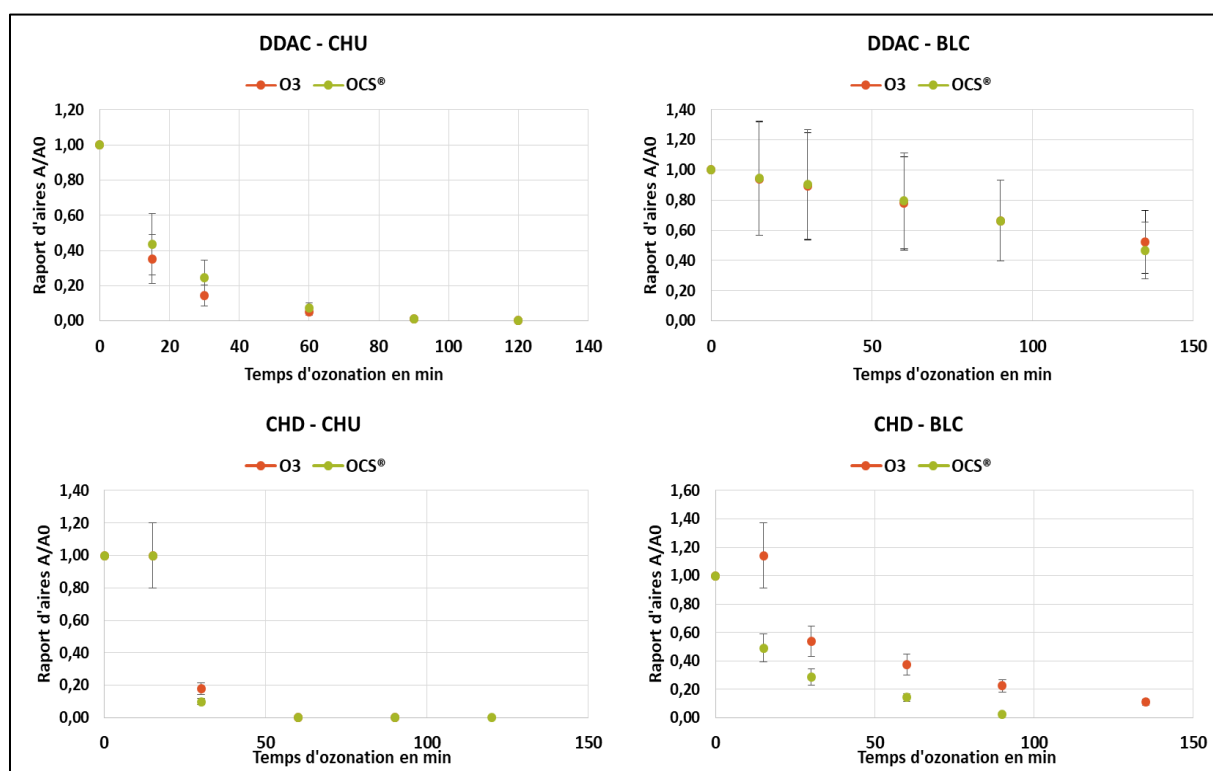 DDAC - CHU
O3 OCS®
Raport d'aires A/A0
1,20
1,00
0,80
0,60
0,40
0,20
0,00
0 20 40 60 80 100 120 140
Temps d'ozonation en min
DDAC - BLC
O3 OCS®
Raport d'aires A/A0
1,40
1,20
1,00
0,80
0,60
0,40
0,20
0,00
0 50 100 150
Temps d'ozonation en min
CHD - CHU
O3 OCS®
Raport d'aires A/A0
1,40
1,20
1,00
0,80
0,60
0,40
0,20
0,00
0 50 100 150
Temps d'ozonation en min
CHD - BLC
O3 OCS®
Raport d'aires A/A0
1,60
1,40
1,20
1,00
0,80
0,60
0,40
0,20
0,00
0 50 100 150
Temps d'ozonation en min